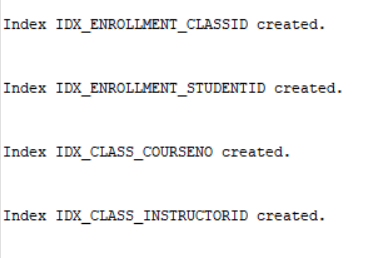 Index IDX_ENROLLMENT_CLASSID created.
Index IDX_ENROLLMENT_STUDENTID created.
Index IDX_CLASS_COURSENO created.
Index IDX_CLASS_INSTRUCTORID created.